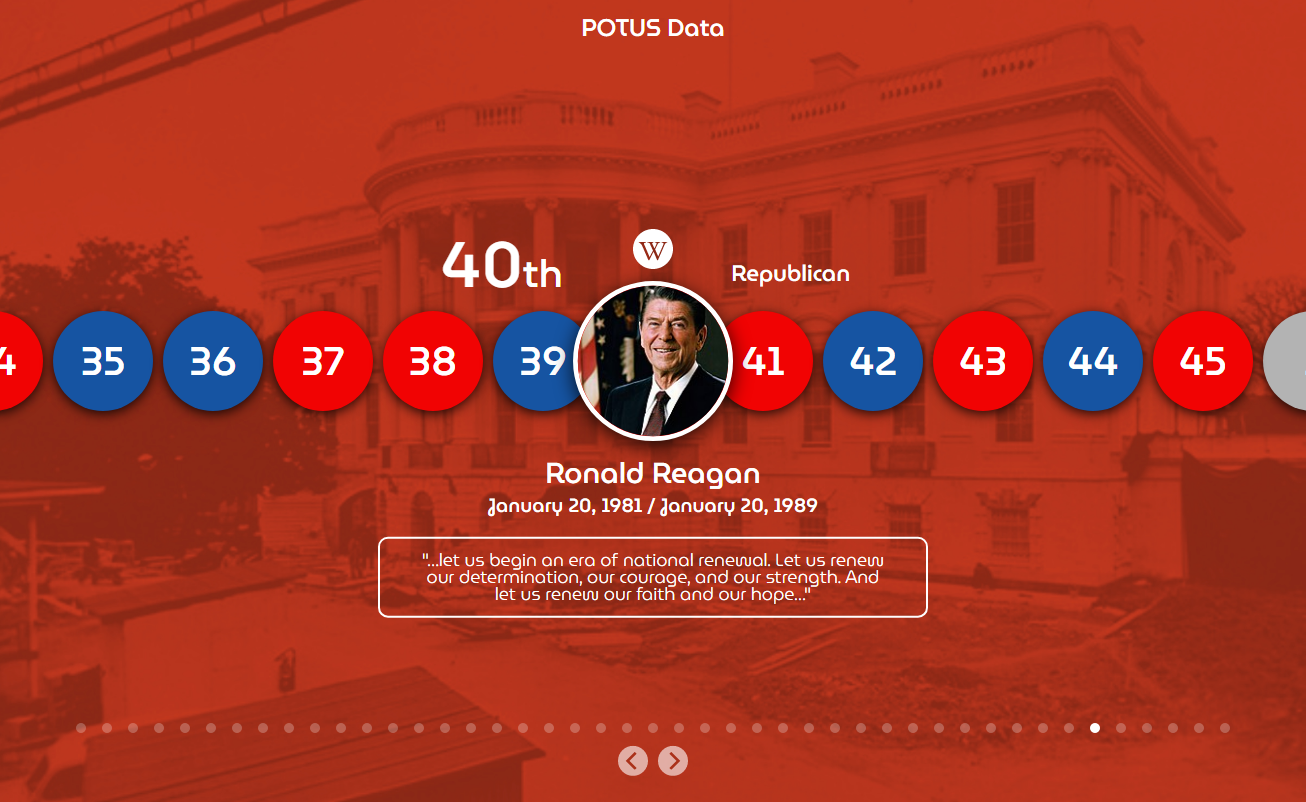 POTUS Data
40th
W
Republican
35 36 37 38 39 41 42 43 44 45
Ronald Reagan
January 20, 1981 / January 20, 1989
"...let us begin an era of national renewal. Let us renew
our determination, our courage, and our strength. And
let us renew our faith and our hope..."